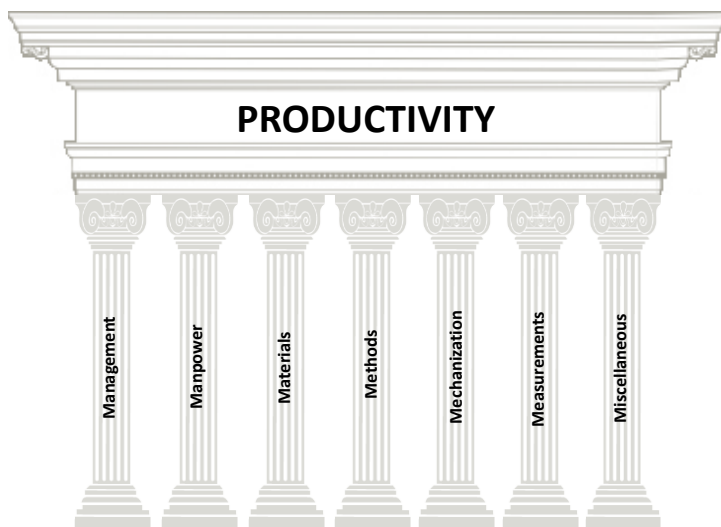 PRODUCTIVITY
Management
Manpower
Materials
Methods
Mechanization
Measurements
Miscellaneous